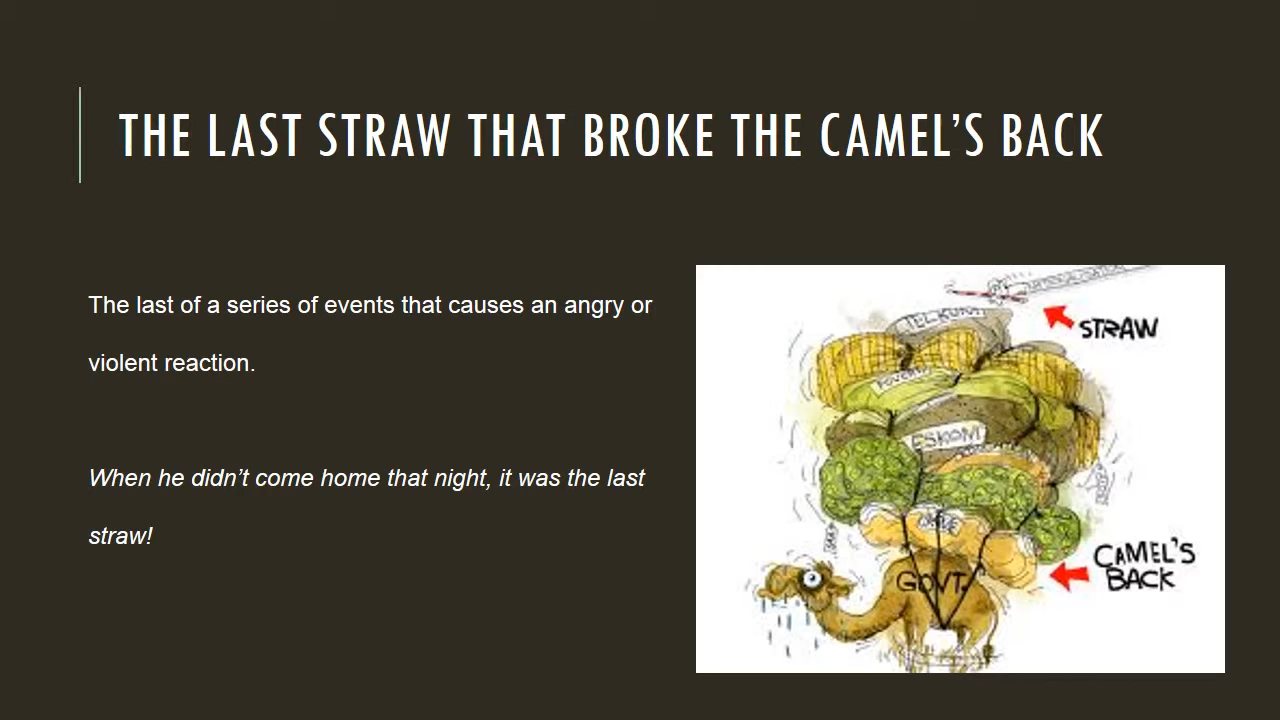 THE LAST STRAW THAT BROKE THE CAMEL’S BACK
The last of a series of events that causes an angry or
violent reaction.
When he didn’t come home that night, it was the last
straw!
STRAW
ESKOM
GOVT.
CAMEL'S
BACK